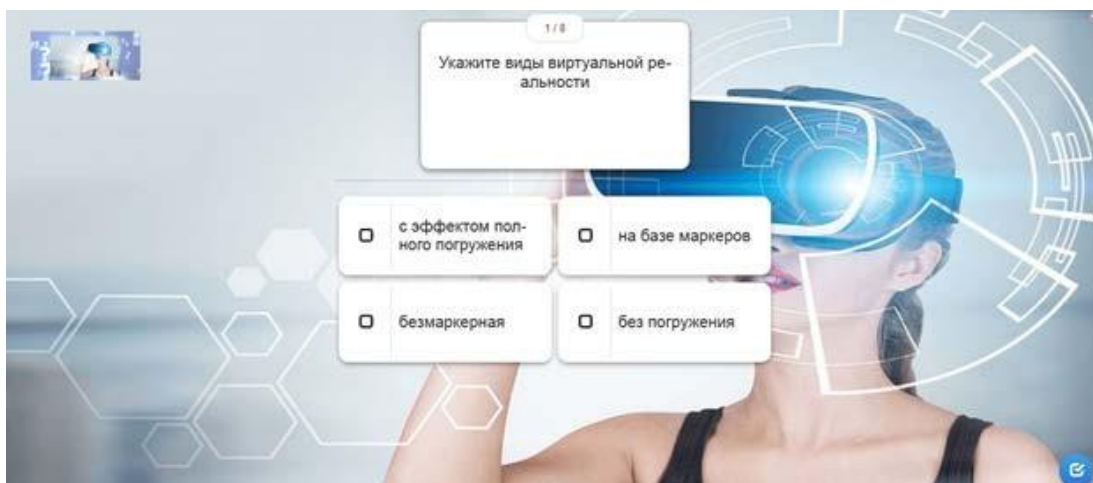 1 / 8
Укажите виды виртуальной ре-
альности
с эффектом пол-
ного погружения
на базе маркеров
безмаркерная
без погружения